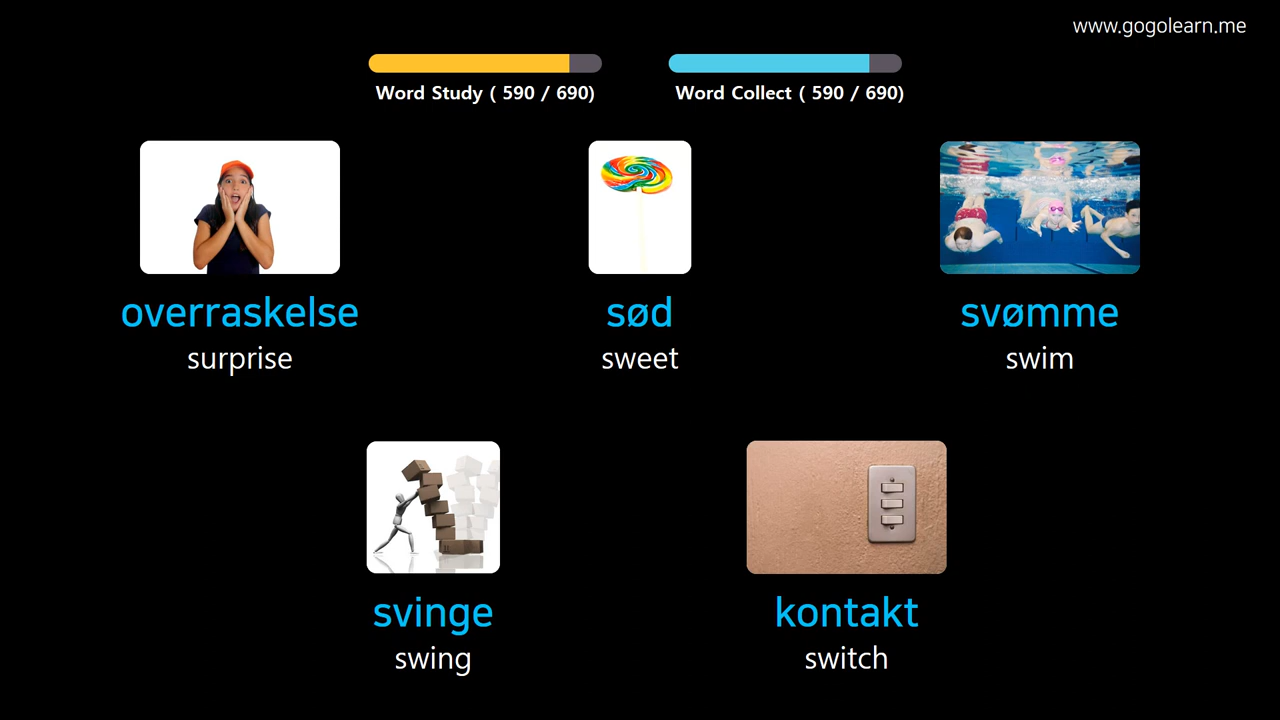 www.gogolearn.me
Word Study ( 590 / 690)
Word Collect ( 590 / 690)
overraskelse
surprise
sød
sweet
svømme
swim
svinge
swing
kontakt
switch